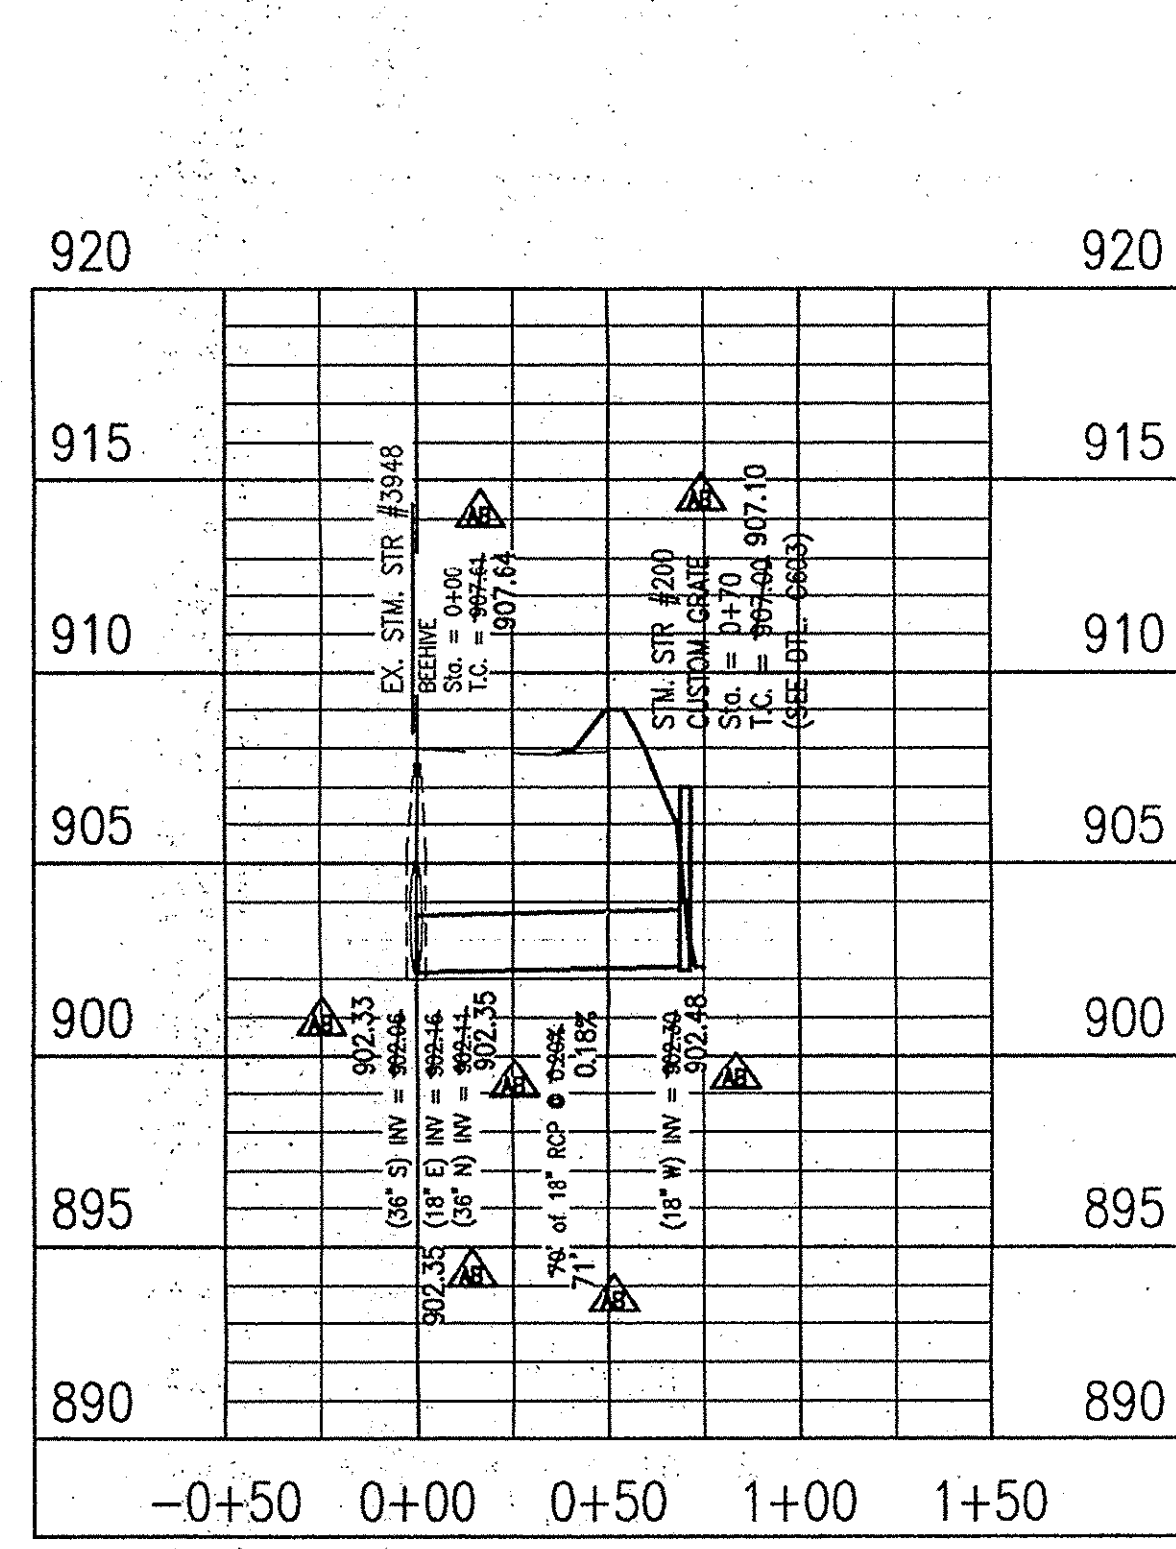 920 920
915 915
910 910
905 905
900 900
895 895
890 890
-0+50 0+00 0+50 1+00 1+50
EX. STM. STR #3948
BEEHIVE
Sta. = 0+00
T.C. = 907.61
907.64
AB
STM. STR #200
CUSTOM GRATE
Sta. = 0+70
T.C. = 907.00 907.10
(SEE DTL. C603)
AB
AB
902.33
(36" S) INV = 902.06
(18" E) INV = 902.16
902.35
(36" N) INV = 902.11
902.35
AB
AB
70' of 18" RCP @ 0.20%
71' 0.18%
AB
(18" W) INV = 902.30
902.48
AB